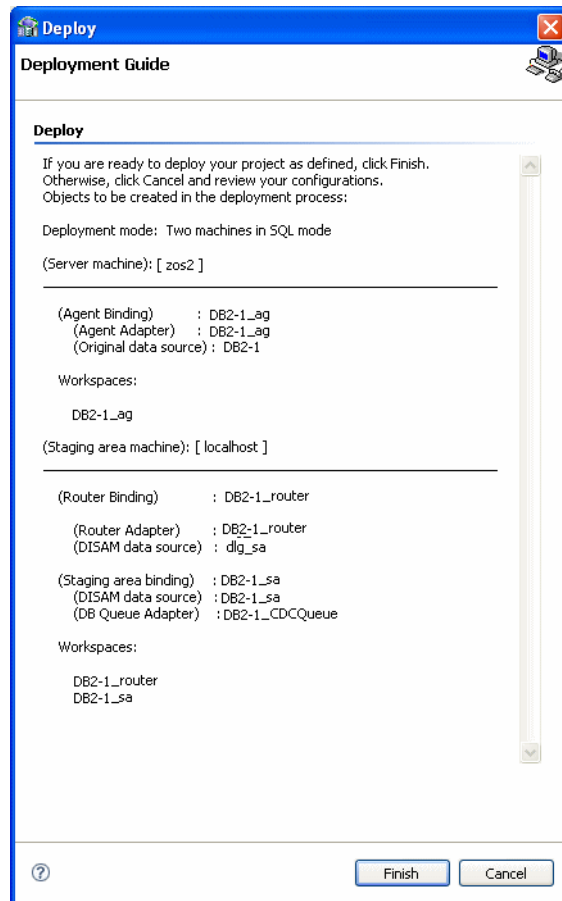 Deploy
Deployment Guide
Deploy
If you are ready to deploy your project as defined, click Finish.
Otherwise, click Cancel and review your configurations.
Objects to be created in the deployment process:
Deployment mode: Two machines in SQL mode
(Server machine): [ zos2 ]
(Agent Binding) : DB2-1_ag
(Agent Adapter) : DB2-1_ag
(Original data source) : DB2-1
Workspaces:
DB2-1_ag
(Staging area machine): [ localhost ]
(Router Binding) : DB2-1_router
(Router Adapter) : DB2-1_router
(DISAM data source) : dlg_sa
(Staging area binding) : DB2-1_sa
(DISAM data source) : DB2-1_sa
(DB Queue Adapter) : DB2-1_CDCQueue
Workspaces:
DB2-1_router
DB2-1_sa
? Finish Cancel